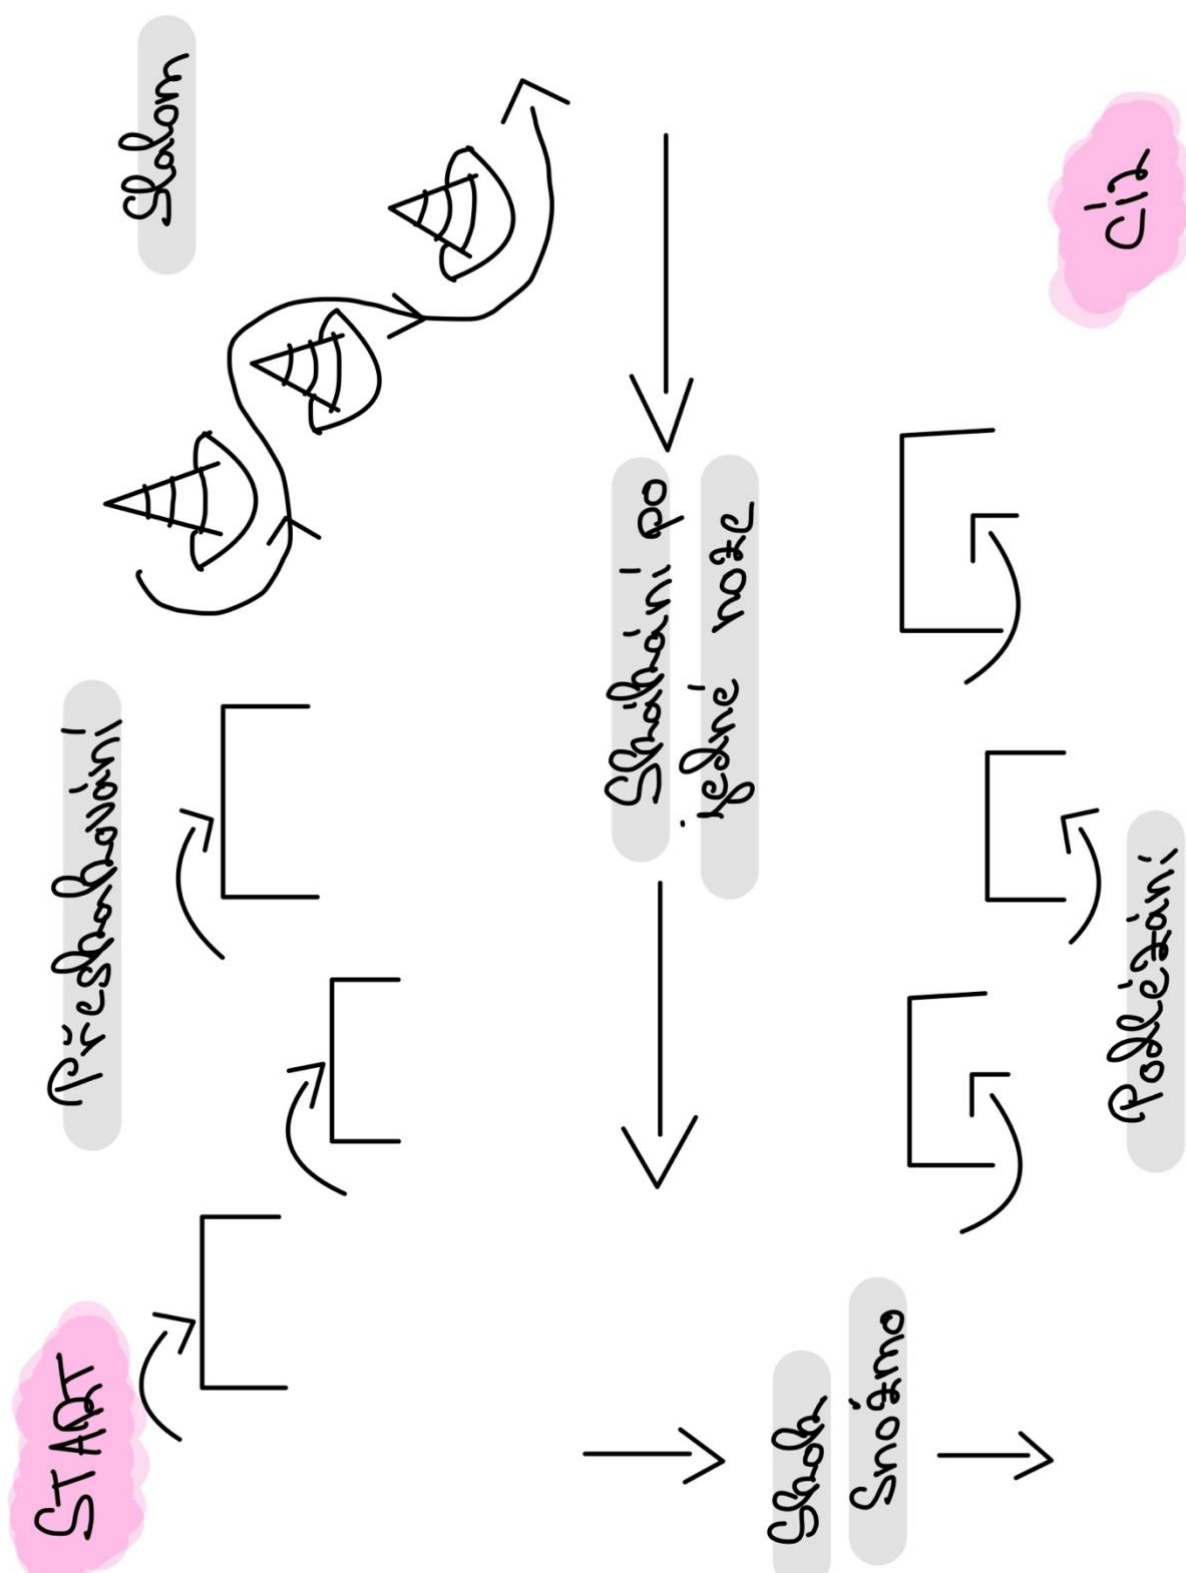 START
Přeskakování
Slalom
Skákání po
jedné noze
Skok
Snožmo
Podlézání
Cíl